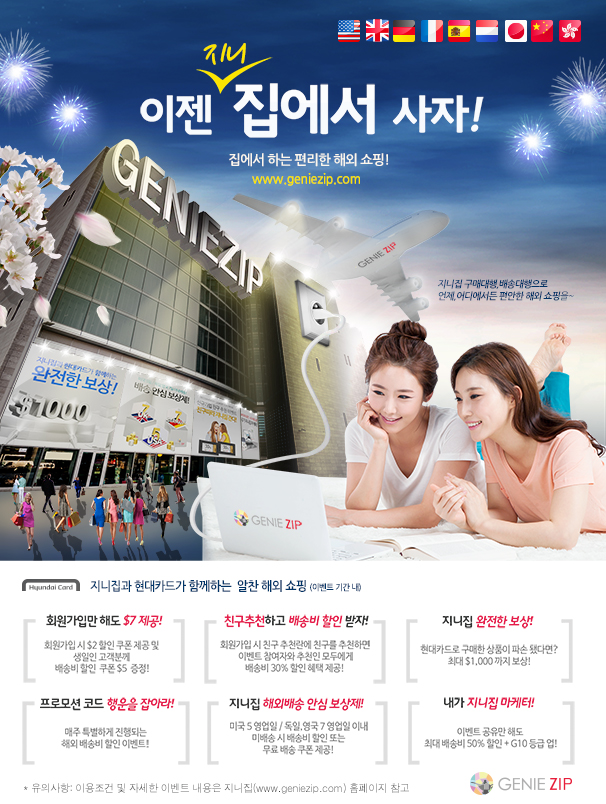 지니
이젠 집에서 사자!
집에서 하는 편리한 해외 쇼핑!
www.geniezip.com
GENIEZIP
GENIE ZIP
지니집 구매대행,배송대행으로
언제,어디에서든 편안한 해외 쇼핑을~
지니집과 현대카드가 함께하는
완전한 보상!
$1000
배송 안심 보상제!
GENIE ZIP
Hyundai Card
지니집과 현대카드가 함께하는 알찬 해외 쇼핑 (이벤트 기간 내)
회원가입만 해도 $7 제공!
회원가입 시 $2 할인 쿠폰 제공 및
생일인 고객분께
배송비 할인 쿠폰 $5 증정!
친구추천하고 배송비 할인 받자!
회원가입 시 친구 추천란에 친구를 추천하면
이벤트 참여자와 추천인 모두에게
배송비 30% 할인 혜택 제공!
지니집 완전한 보상!
현대카드로 구매한 상품이 파손 됐다면?
최대 $1,000 까지 보상!
프로모션 코드 행운을 잡아라!
매주 특별하게 진행되는
해외 배송비 할인 이벤트!
지니집 해외배송 안심 보상제!
미국 5 영업일 / 독일,영국 7 영업일 이내
미배송 시 배송비 할인 또는
무료 배송 쿠폰 제공!
내가 지니집 마케터!
이벤트 공유만 해도
최대 배송비 50% 할인 + G10 등급 업!
* 유의사항: 이용조건 및 자세한 이벤트 내용은 지니집(www.geniezip.com) 홈페이지 참고
GENIE ZIP